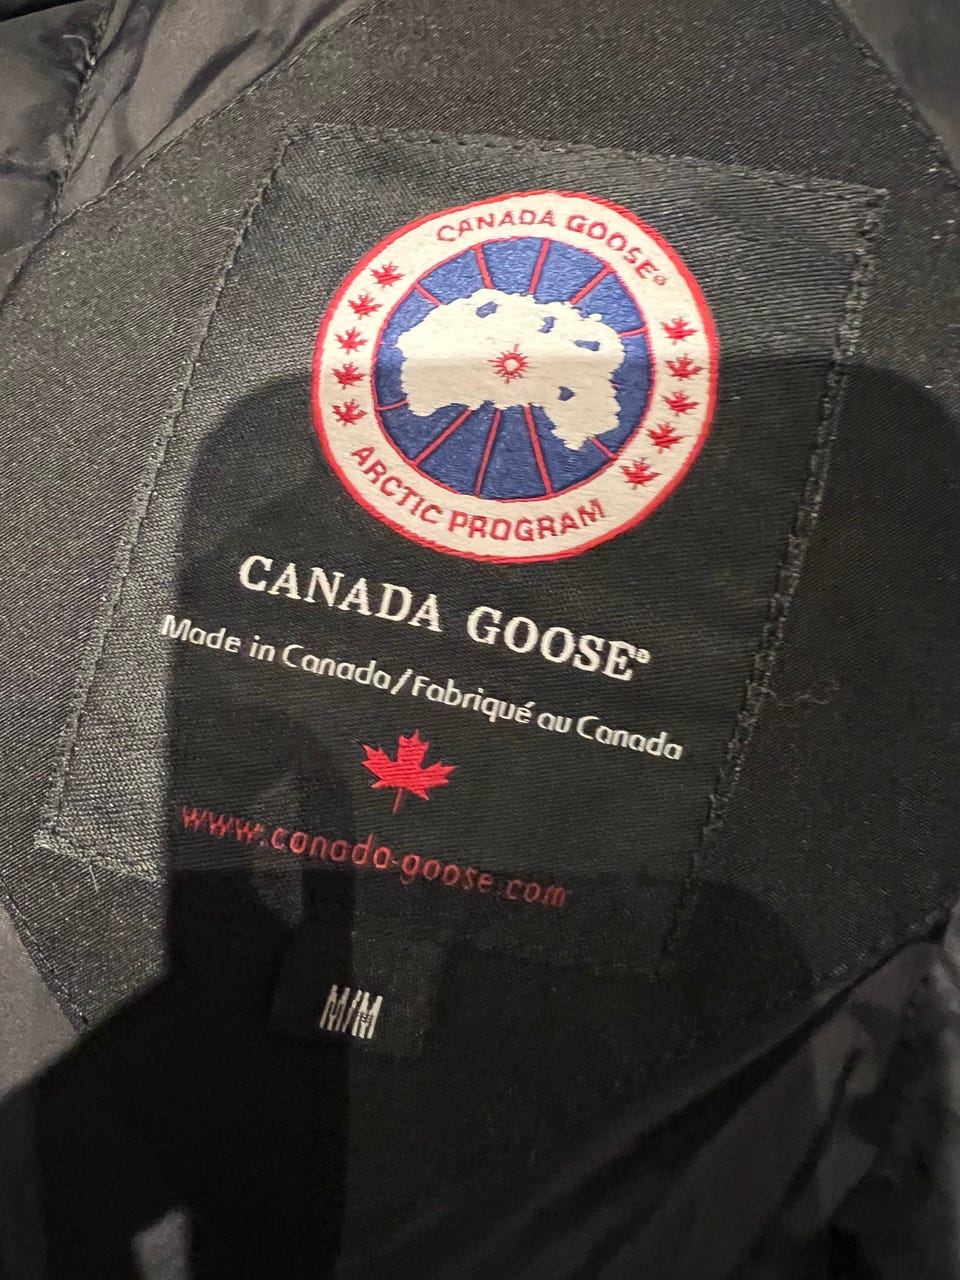 CANADA GOOSE®
ARCTIC PROGRAM
CANADA GOOSE®
Made in Canada/Fabriqué au Canada
www.canada-goose.com
M/M